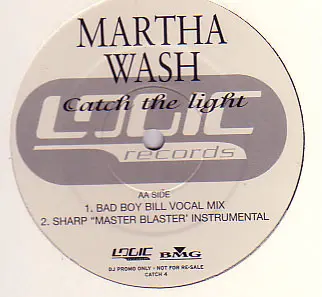 MARTHA
WASH
Catch the light
LOGIC
records
AA SIDE
1. BAD BOY BILL VOCAL MIX
2. SHARP "MASTER BLASTER' INSTRUMENTAL
LOGIC
records
BMG
DJ PROMO ONLY - NOT FOR RE-SALE
CATCH 4